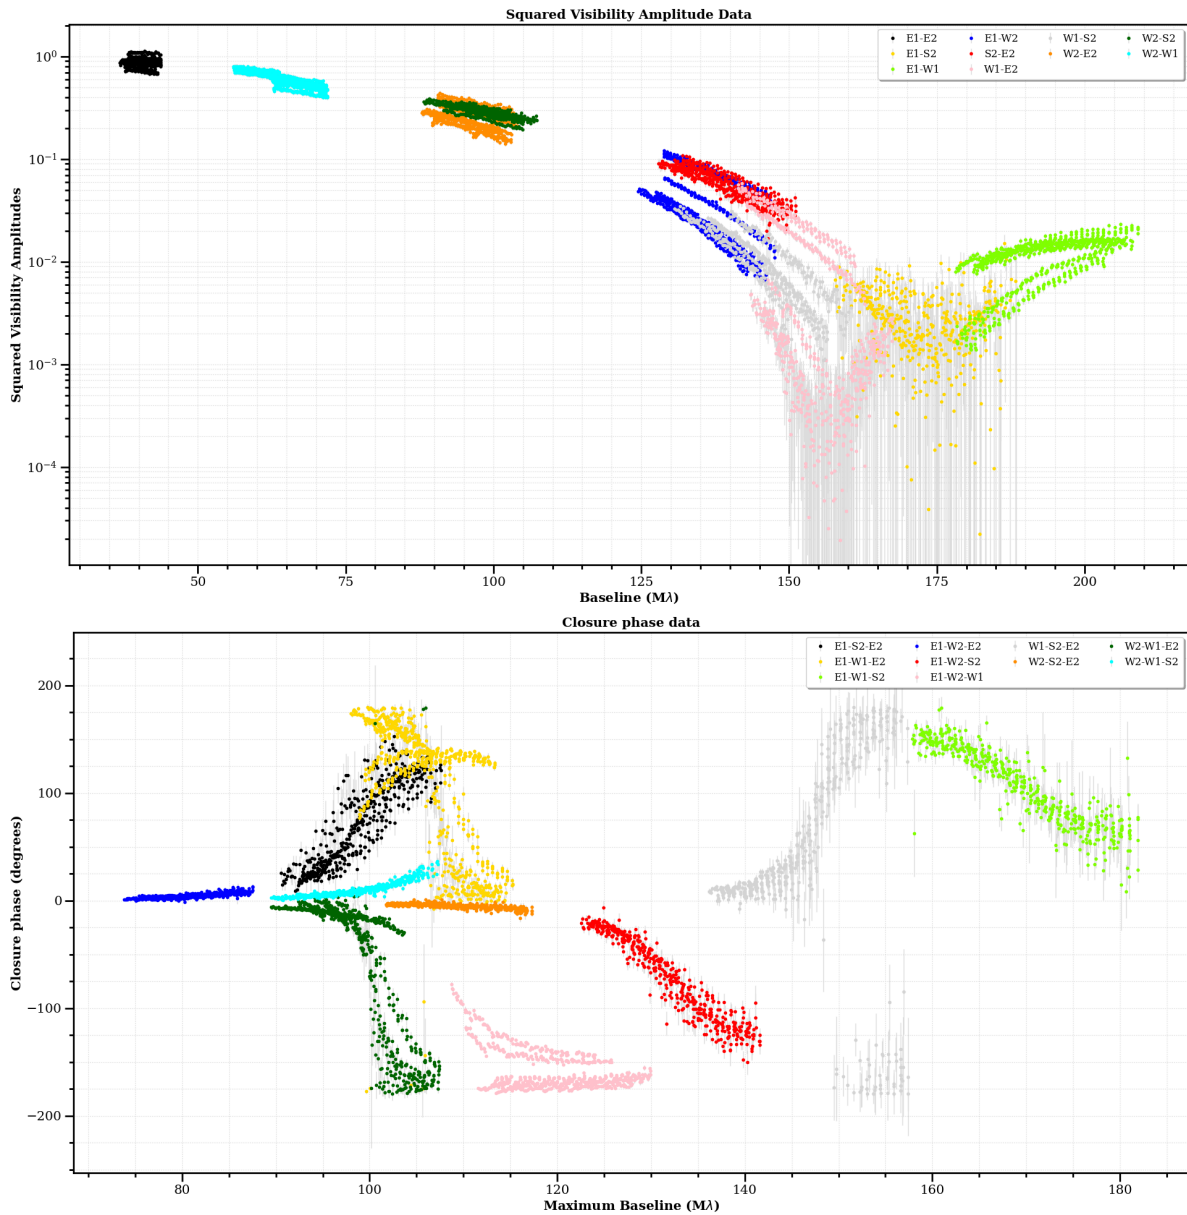 Squared Visibility Amplitude Data
E1-E2 E1-W2 W1-S2 W2-S2
E1-S2 S2-E2 W2-E2 W2-W1
E1-W1 W1-E2
10⁰
10⁻¹
10⁻²
10⁻³
10⁻⁴
Squared Visibility Amplitudes
50 75 100 125 150 175 200
Baseline (Mλ)
Closure phase data
E1-S2-E2 E1-W2-E2 W1-S2-E2 W2-W1-E2
E1-W1-E2 E1-W2-S2 W2-S2-E2 W2-W1-S2
E1-W1-S2 E1-W2-W1
200
100
0
−100
−200
Closure phase (degrees)
80 100 120 140 160 180
Maximum Baseline (Mλ)